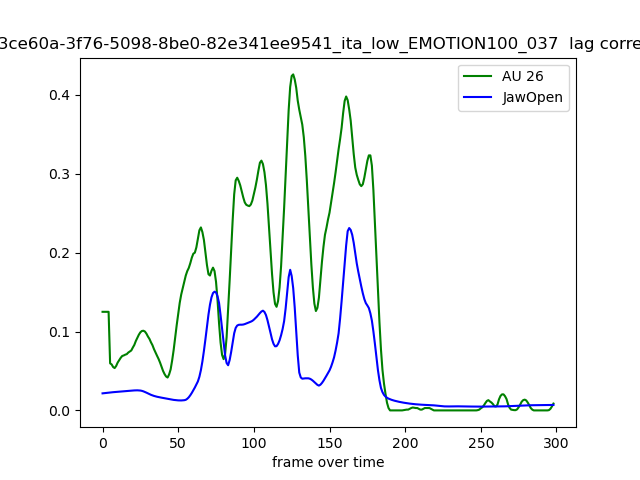 3ce60a-3f76-5098-8be0-82e341ee9541_ita_low_EMOTION100_037 lag corre
AU 26
JawOpen
0.4
0.3
0.2
0.1
0.0
0 50 100 150 200 250 300
frame over time